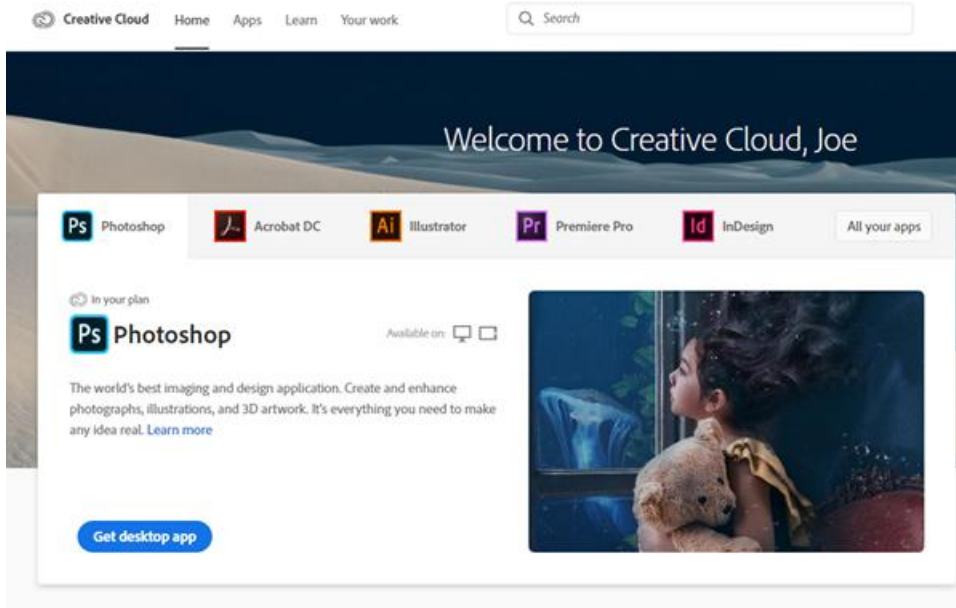 Creative Cloud Home Apps Learn Your work Search
Welcome to Creative Cloud, Joe
Ps Photoshop Acrobat DC Ai Illustrator Pr Premiere Pro Id InDesign All your apps
In your plan
Ps Photoshop Available on:
The world's best imaging and design application. Create and enhance
photographs, illustrations, and 3D artwork. It's everything you need to make
any idea real. Learn more
Get desktop app